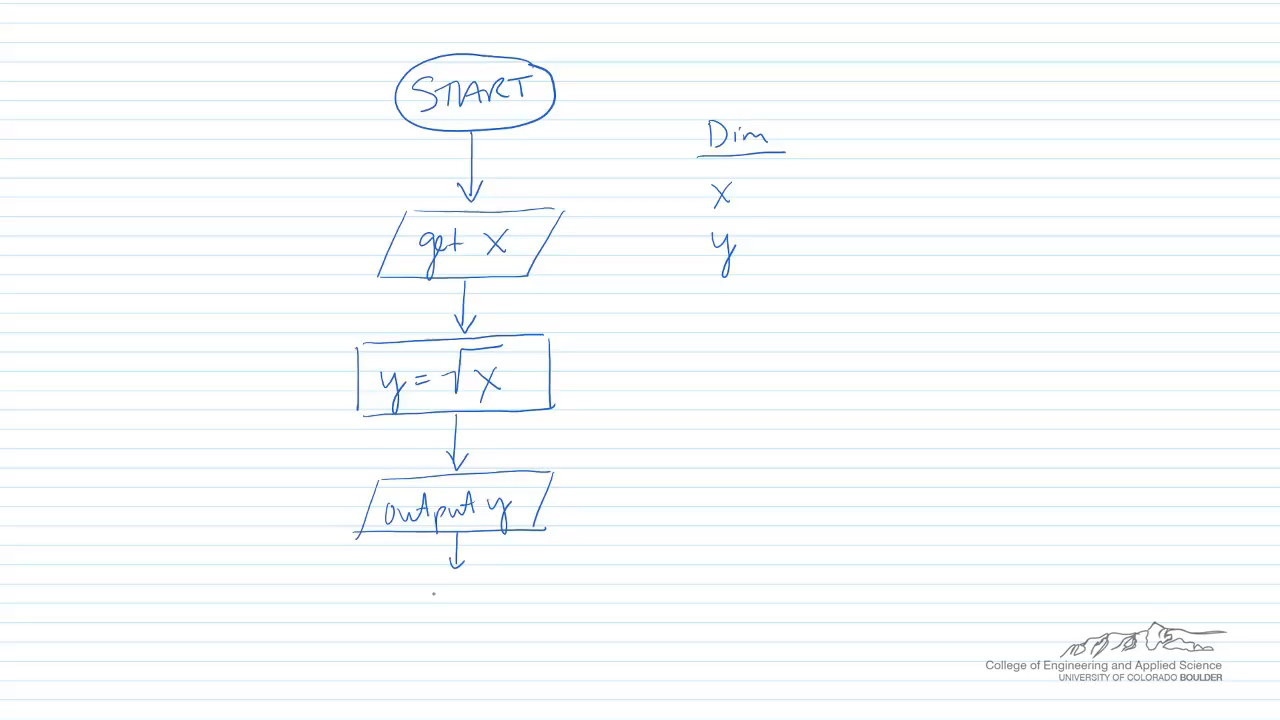 START
get x
y = √x
output y
Dim
x
y
College of Engineering and Applied Science
UNIVERSITY OF COLORADO BOULDER